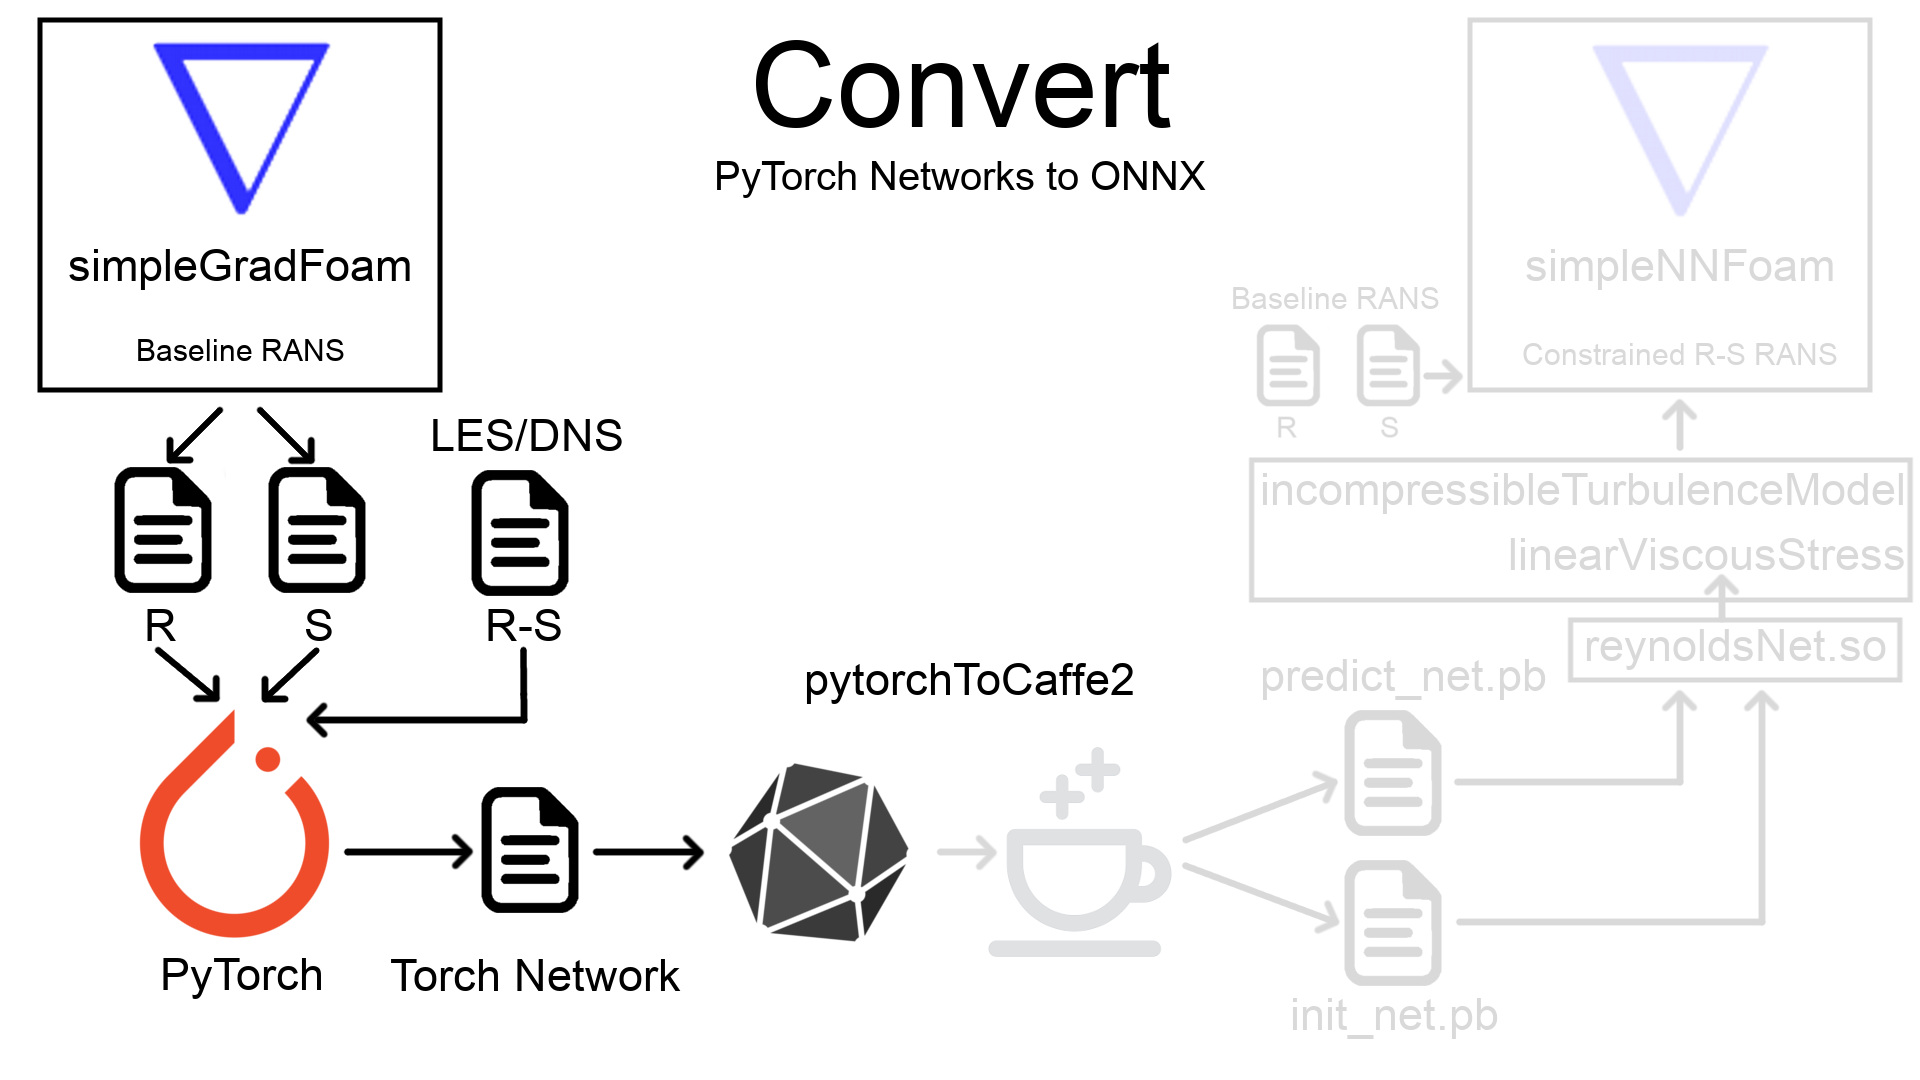 Convert
PyTorch Networks to ONNX
simpleGradFoam
Baseline RANS
LES/DNS
R
S
R-S
PyTorch
Torch Network
pytorchToCaffe2
predict_net.pb
init_net.pb
reynoldsNet.so
incompressibleTurbulenceModel
linearViscousStress
Baseline RANS
R
S
simpleNNFoam
Constrained R-S RANS